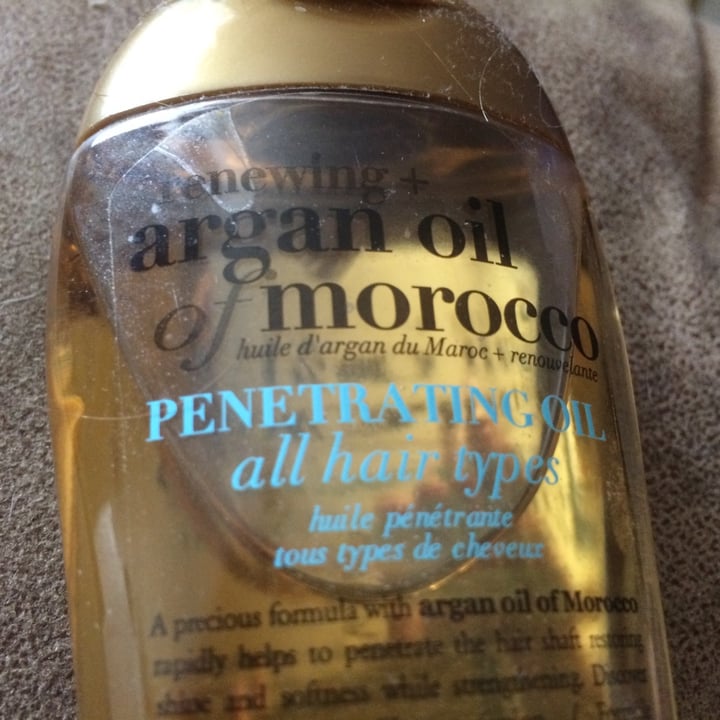 renewing +
argan oil
of morocco
huile d'argan du Maroc + renouvelante
PENETRATING OIL
all hair types
huile pénétrante
tous types de cheveux
A precious formula with argan oil of Morocco
rapidly helps to penetrate the hair shaft restoring
shine and softness while strengthening. Discover